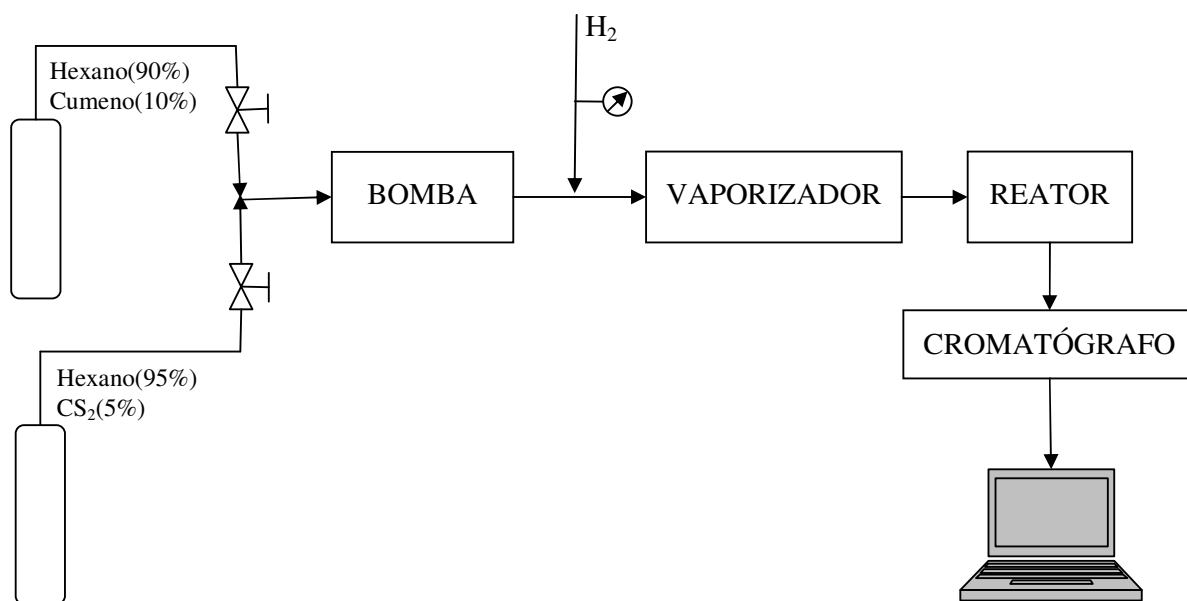 H₂
Hexano(90%)
Cumeno(10%)
BOMBA
VAPORIZADOR
REATOR
CROMATÓGRAFO
Hexano(95%)
CS₂(5%)